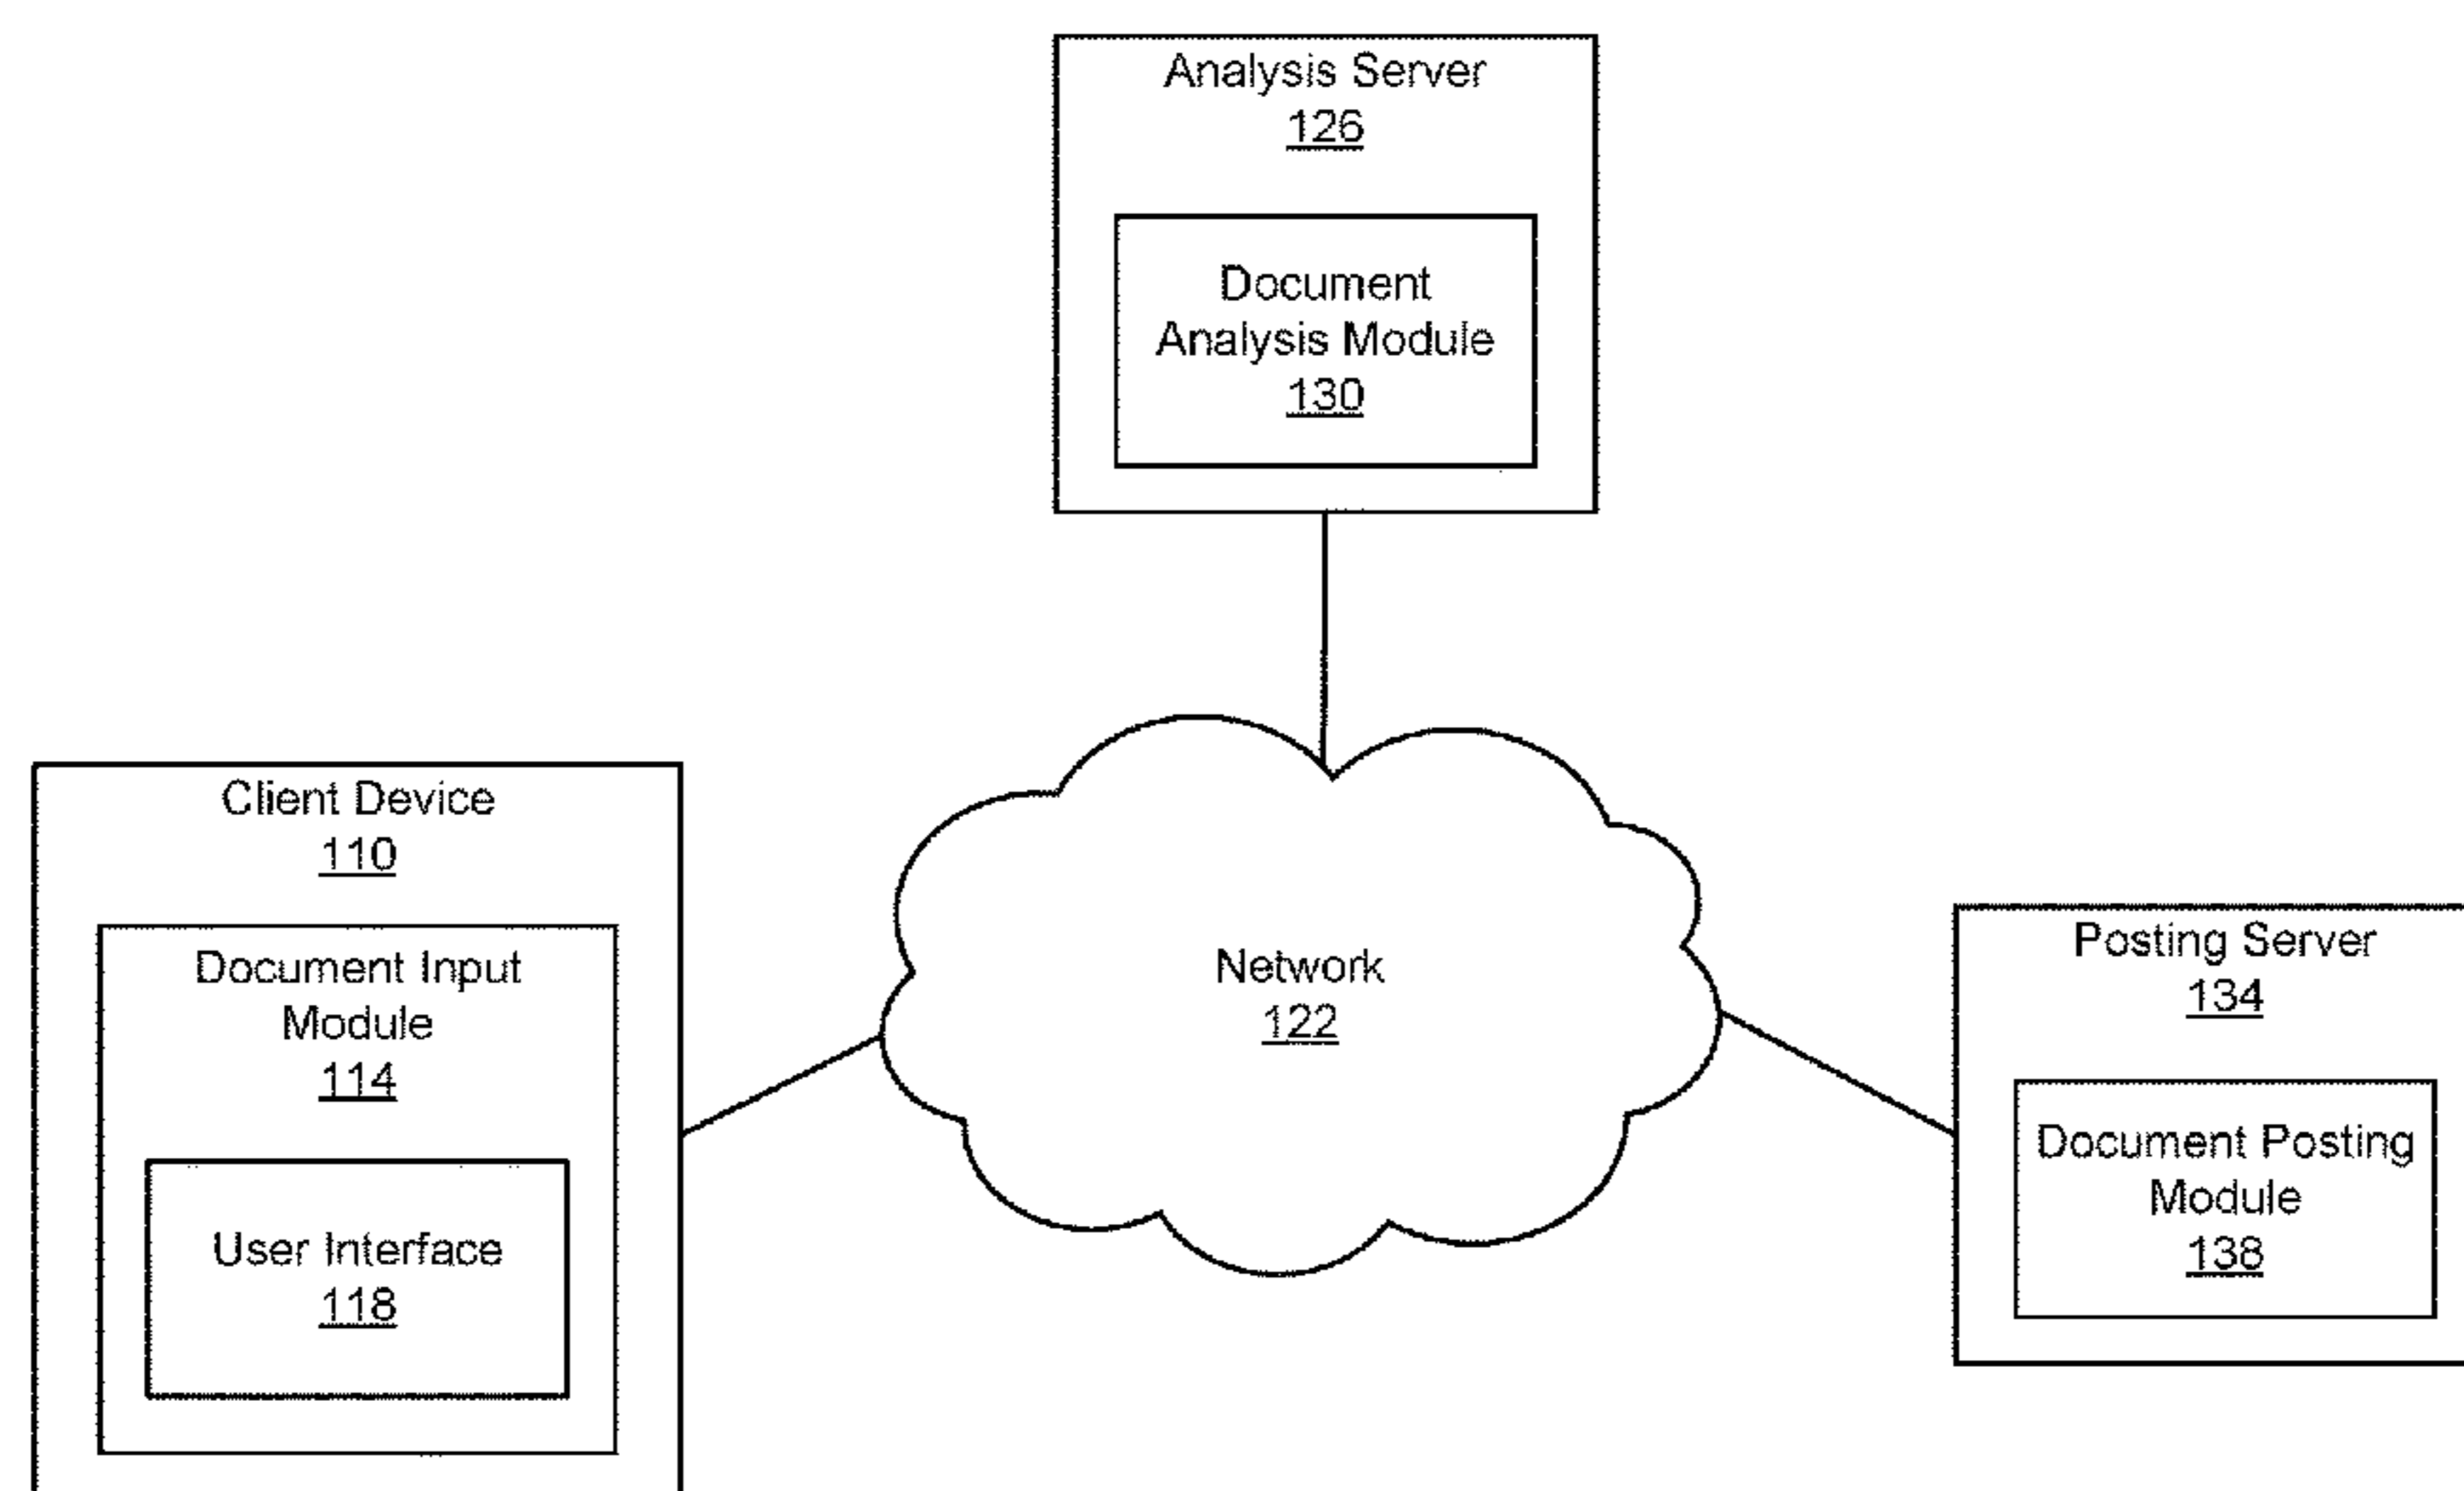 Analysis Server
126
Document
Analysis Module
130
Client Device
110
Document Input
Module
114
User Interface
118
Network
122
Posting Server
134
Document Posting
Module
138